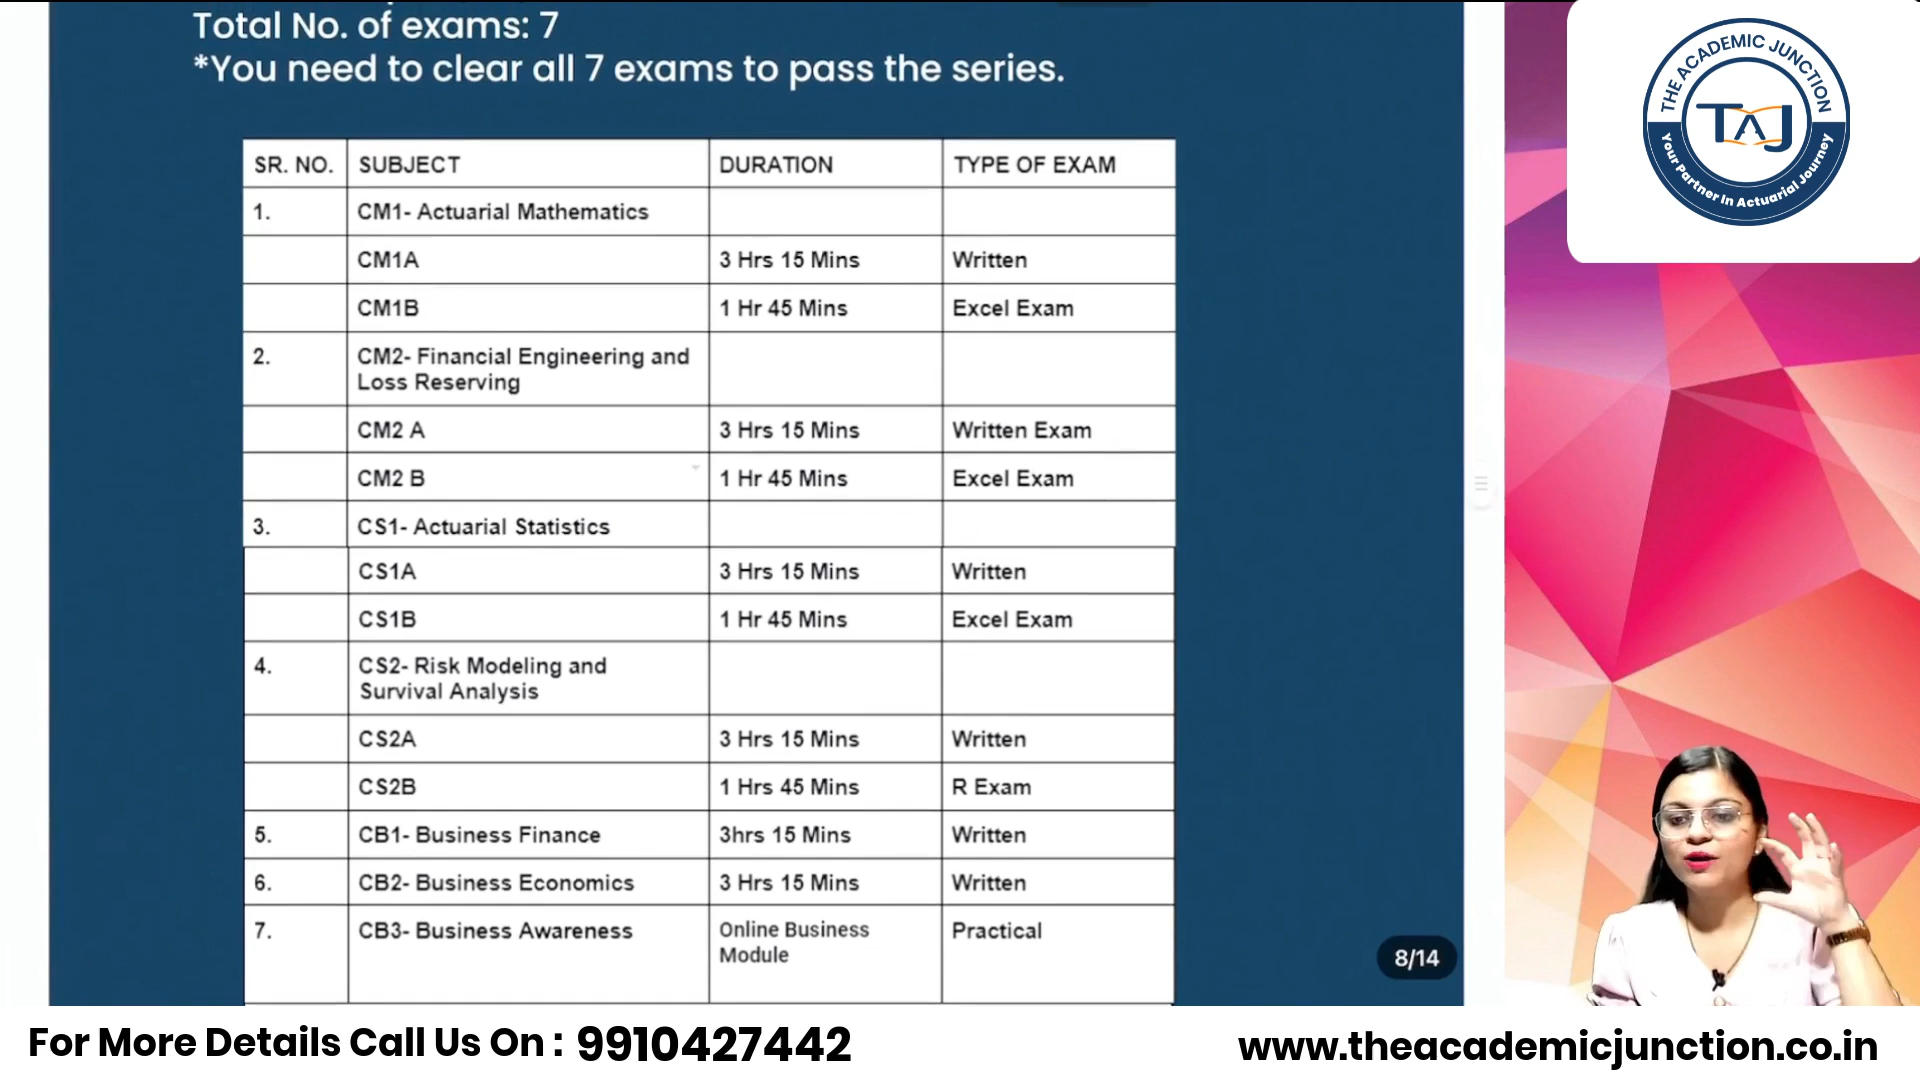 Total No. of exams: 7
*You need to clear all 7 exams to pass the series.
SR. NO. SUBJECT DURATION TYPE OF EXAM
1. CM1- Actuarial Mathematics
CM1A 3 Hrs 15 Mins Written
CM1B 1 Hr 45 Mins Excel Exam
2. CM2- Financial Engineering and
Loss Reserving
CM2 A 3 Hrs 15 Mins Written Exam
CM2 B 1 Hr 45 Mins Excel Exam
3. CS1- Actuarial Statistics
CS1A 3 Hrs 15 Mins Written
CS1B 1 Hr 45 Mins Excel Exam
4. CS2- Risk Modeling and
Survival Analysis
CS2A 3 Hrs 15 Mins Written
CS2B 1 Hrs 45 Mins R Exam
5. CB1- Business Finance 3hrs 15 Mins Written
6. CB2- Business Economics 3 Hrs 15 Mins Written
7. CB3- Business Awareness Online Business Practical
Module
8/14
THE ACADEMIC JUNCTION
TAJ
Your Partner In Actuarial Journey
For More Details Call Us On : 9910427442
www.theacademicjunction.co.in